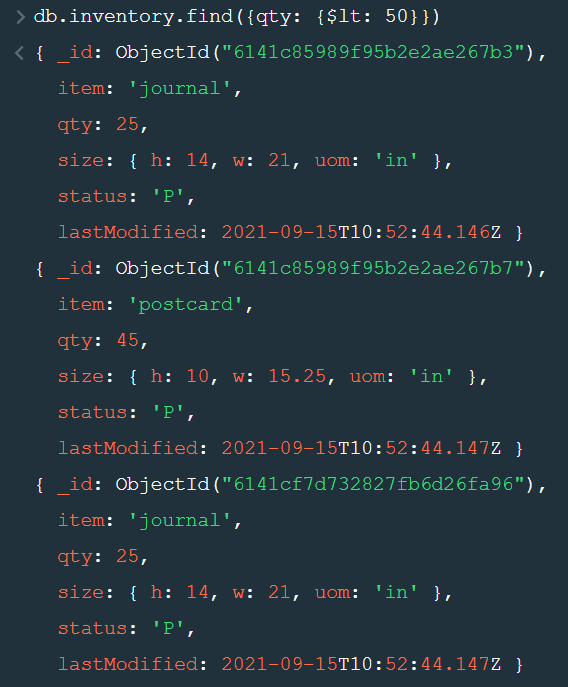 > db.inventory.find({qty: {$lt: 50}})
< { _id: ObjectId("6141c85989f95b2e2ae267b3"),
item: 'journal',
qty: 25,
size: { h: 14, w: 21, uom: 'in' },
status: 'P',
lastModified: 2021-09-15T10:52:44.146Z }
{ _id: ObjectId("6141c85989f95b2e2ae267b7"),
item: 'postcard',
qty: 45,
size: { h: 10, w: 15.25, uom: 'in' },
status: 'P',
lastModified: 2021-09-15T10:52:44.147Z }
{ _id: ObjectId("6141cf7d732827fb6d26fa96"),
item: 'journal',
qty: 25,
size: { h: 14, w: 21, uom: 'in' },
status: 'P',
lastModified: 2021-09-15T10:52:44.147Z }